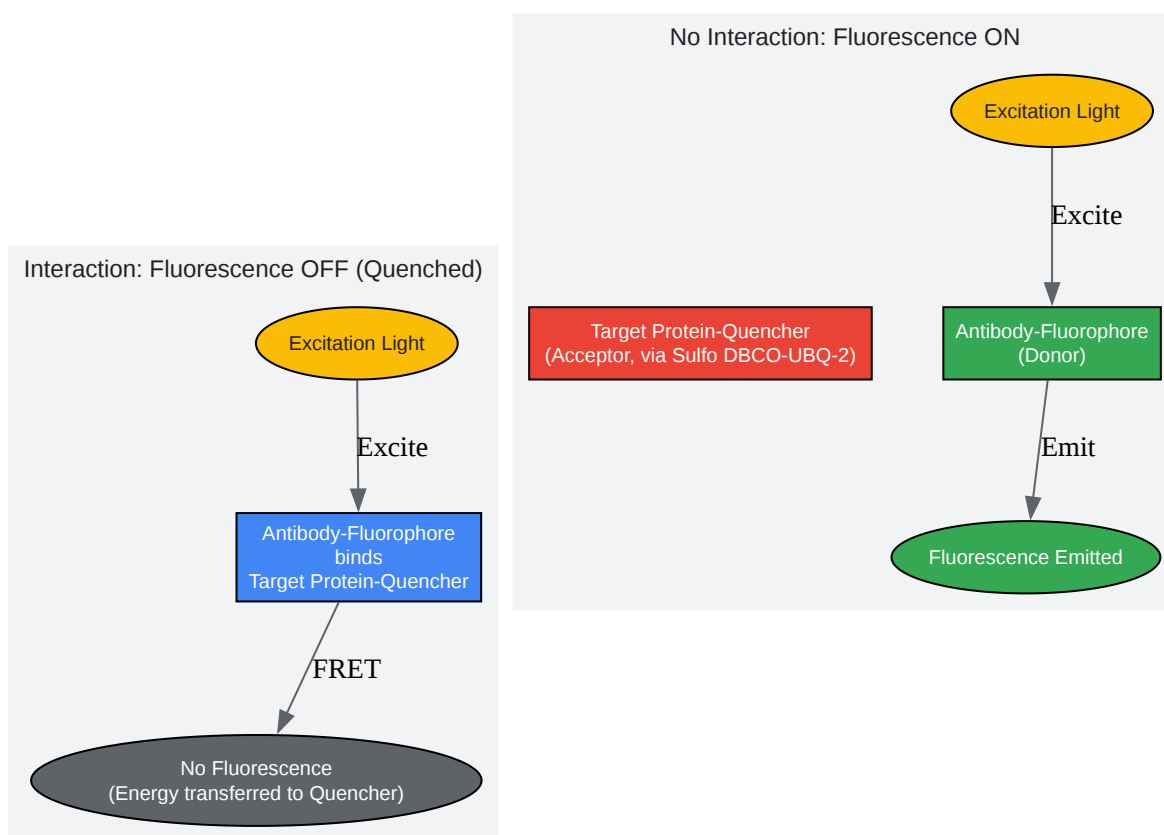 No Interaction: Fluorescence ON
Excitation Light
Excite
Target Protein-Quencher
(Acceptor, via Sulfo DBCO-UBQ-2)
Antibody-Fluorophore
(Donor)
Emit
Fluorescence Emitted
Interaction: Fluorescence OFF (Quenched)
Excitation Light
Excite
Antibody-Fluorophore
binds
Target Protein-Quencher
FRET
No Fluorescence
(Energy transferred to Quencher)